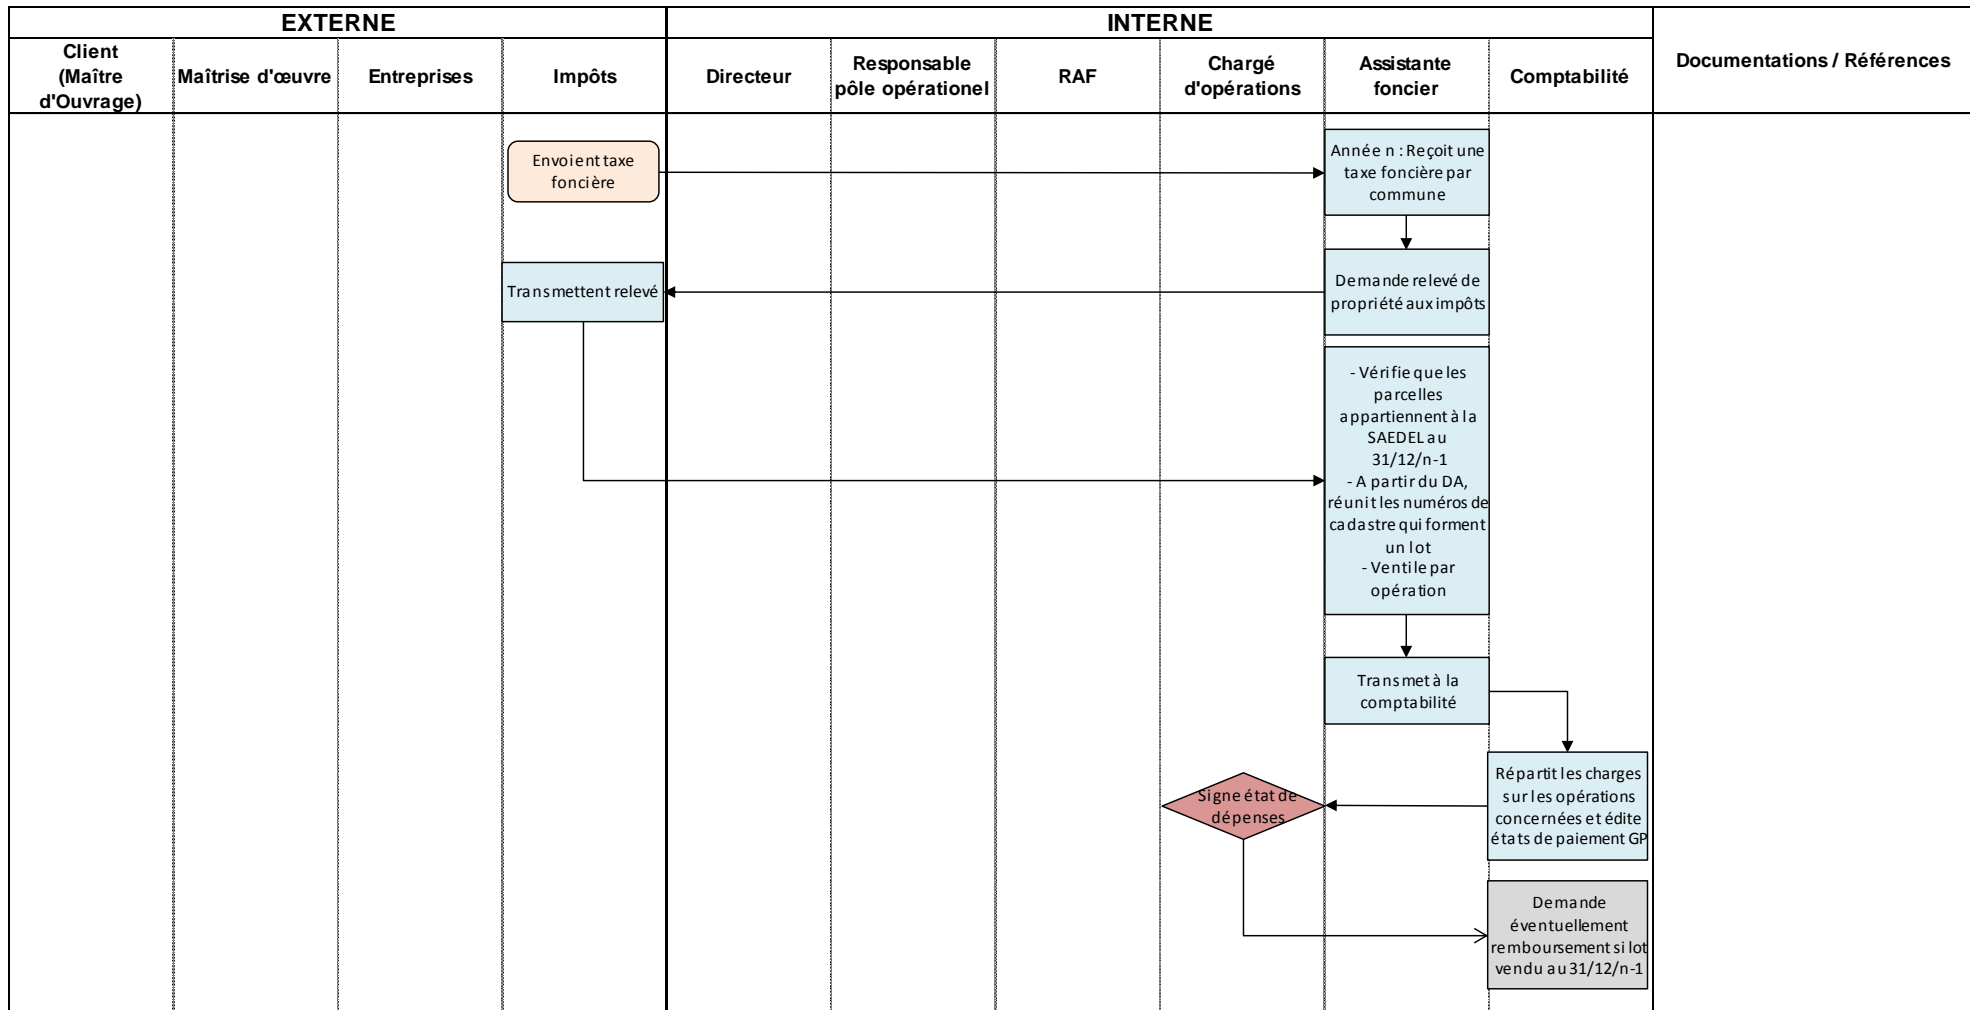 EXTERNE
INTERNE
Documentations / Références
Client
(Maître
d'Ouvrage)
Maîtrise d'œuvre
Entreprises
Impôts
Directeur
Responsable
pôle opérationel
RAF
Chargé
d'opérations
Assistante
foncier
Comptabilité
Envoient taxe
foncière
Année n : Reçoit une
taxe foncière par
commune
Transmettent relevé
Demande relevé de
propriété aux impôts
- Vérifie que les
parcelles
appartiennent à la
SAEDEL au
31/12/n-1
- A partir du DA,
réunit les numéros de
cadastre qui forment
un lot
- Ventile par
opération
Transmet à la
comptabilité
Répartit les charges
sur les opérations
concernées et édite
états de paiement GP
Signe état de
dépenses
Demande
éventuellement
remboursement si lot
vendu au 31/12/n-1